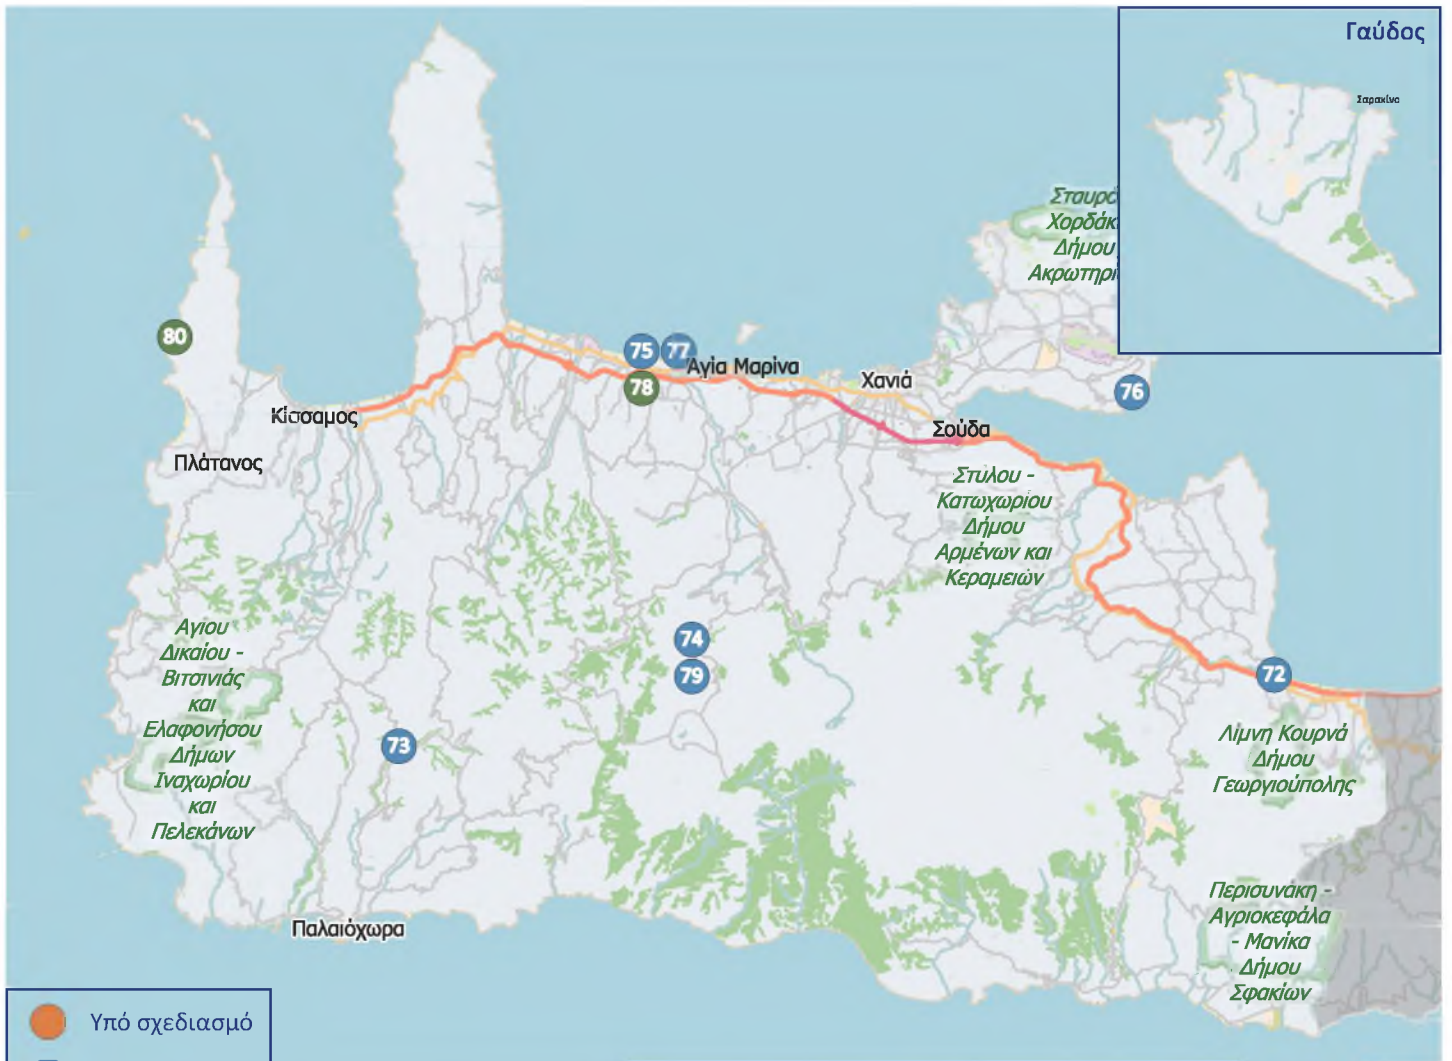 Γαύδος
Σαρακίνα
Σταυρό
Χορδάκ
Δήμου
Ακρωτηρί
80
75
77
Άγία Μαρίνα
78
Χανιά
76
Κίσσαμος
Σούδα
Πλάτανος
Στύλου -
Κατωχωρίου
Δήμου
Αρμένων και
Κεραμειών
Αγιου
Δικαίου -
Βιτσινιάς
και
Ελαφονήσου
Δήμων
Ιναχωρίου
και
Πελεκάνων
74
79
72
73
Λίμνη Κουρνά
Δήμου
Γεωργιούπολης
Περισυνάκη -
Αγριοκεφάλα
- Μανίκα
Δήμου
Σφακίων
Παλαιόχωρα
Υπό σχεδιασμό